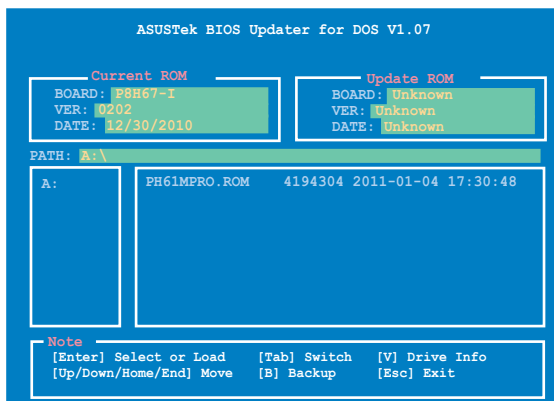 ASUSTek BIOS Updater for DOS V1.07
Current ROM
BOARD: P8H67-I
VER: 0202
DATE: 12/30/2010
Update ROM
BOARD: Unknown
VER: Unknown
DATE: Unknown
PATH: A:\
A:
PH61MPRO.ROM 4194304 2011-01-04 17:30:48
Note
[Enter] Select or Load [Tab] Switch [V] Drive Info
[Up/Down/Home/End] Move [B] Backup [Esc] Exit